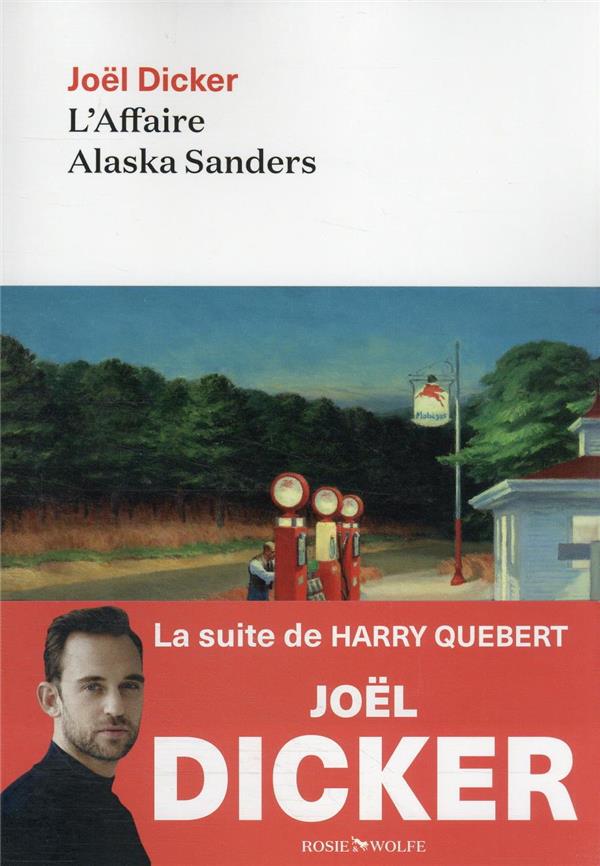 Joël Dicker
L'Affaire
Alaska Sanders
Mobilgas
La suite de HARRY QUEBERT
JOËL
DICKER
ROSIE & WOLFE